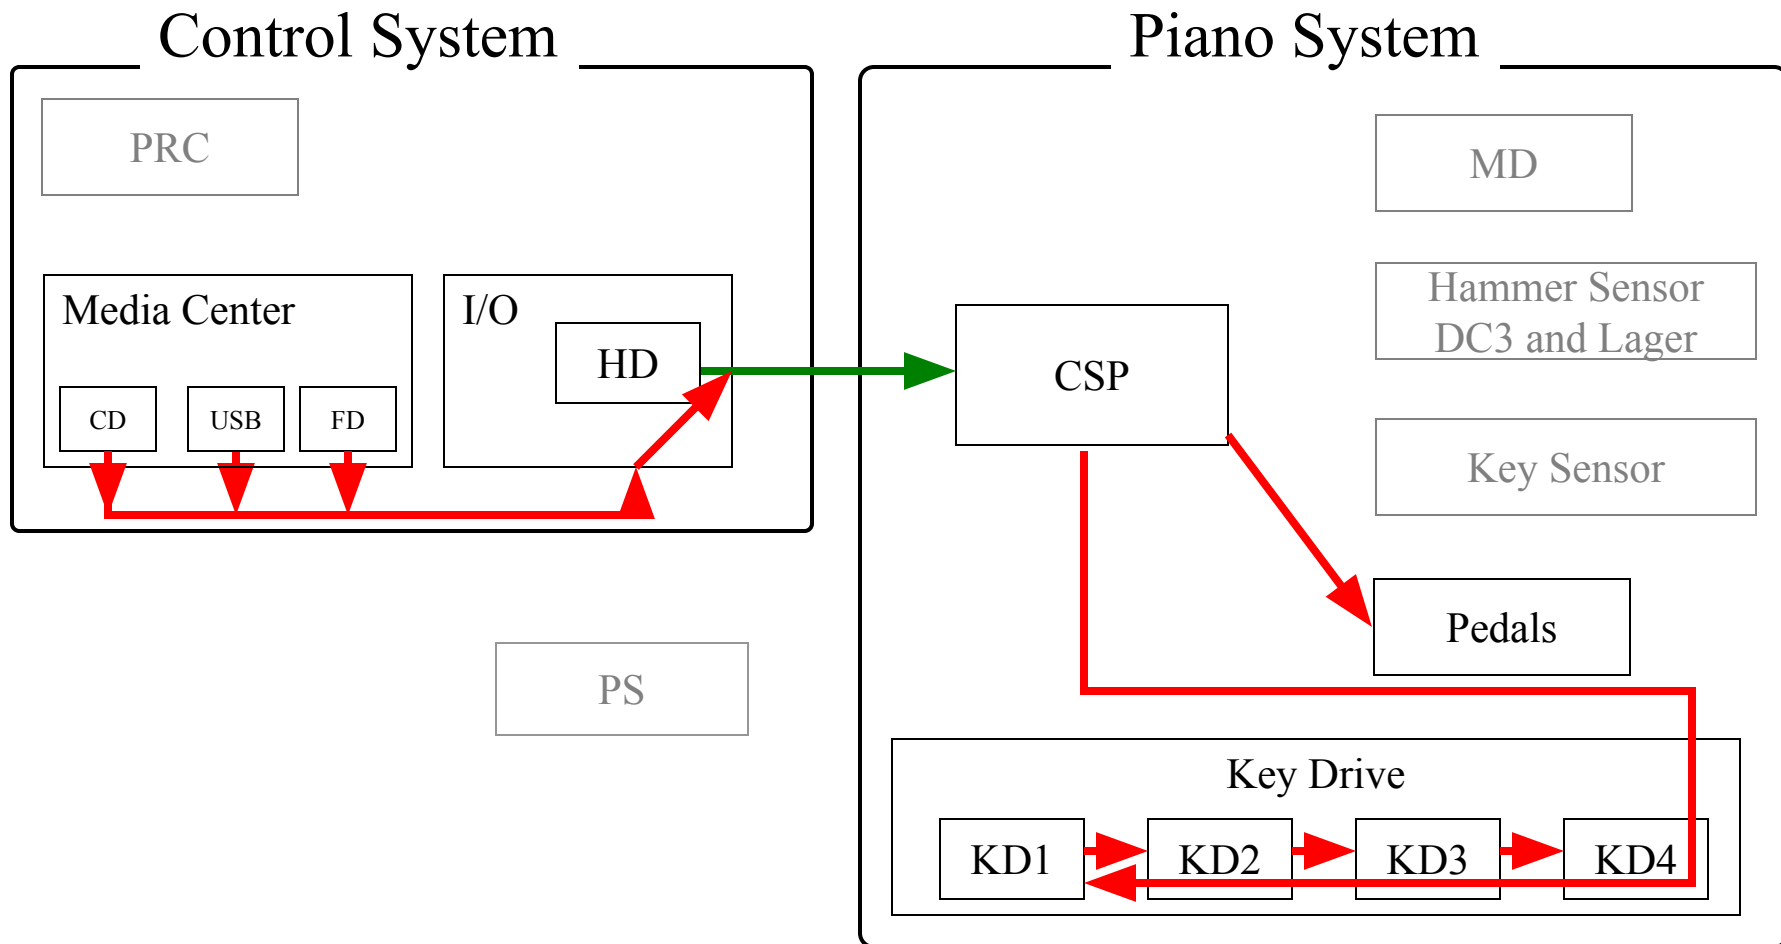 Control System
Piano System
PRC
MD
Media Center
I/O
HD
CD
USB
FD
CSP
Hammer Sensor
DC3 and Lager
Key Sensor
Pedals
PS
Key Drive
KD1
KD2
KD3
KD4